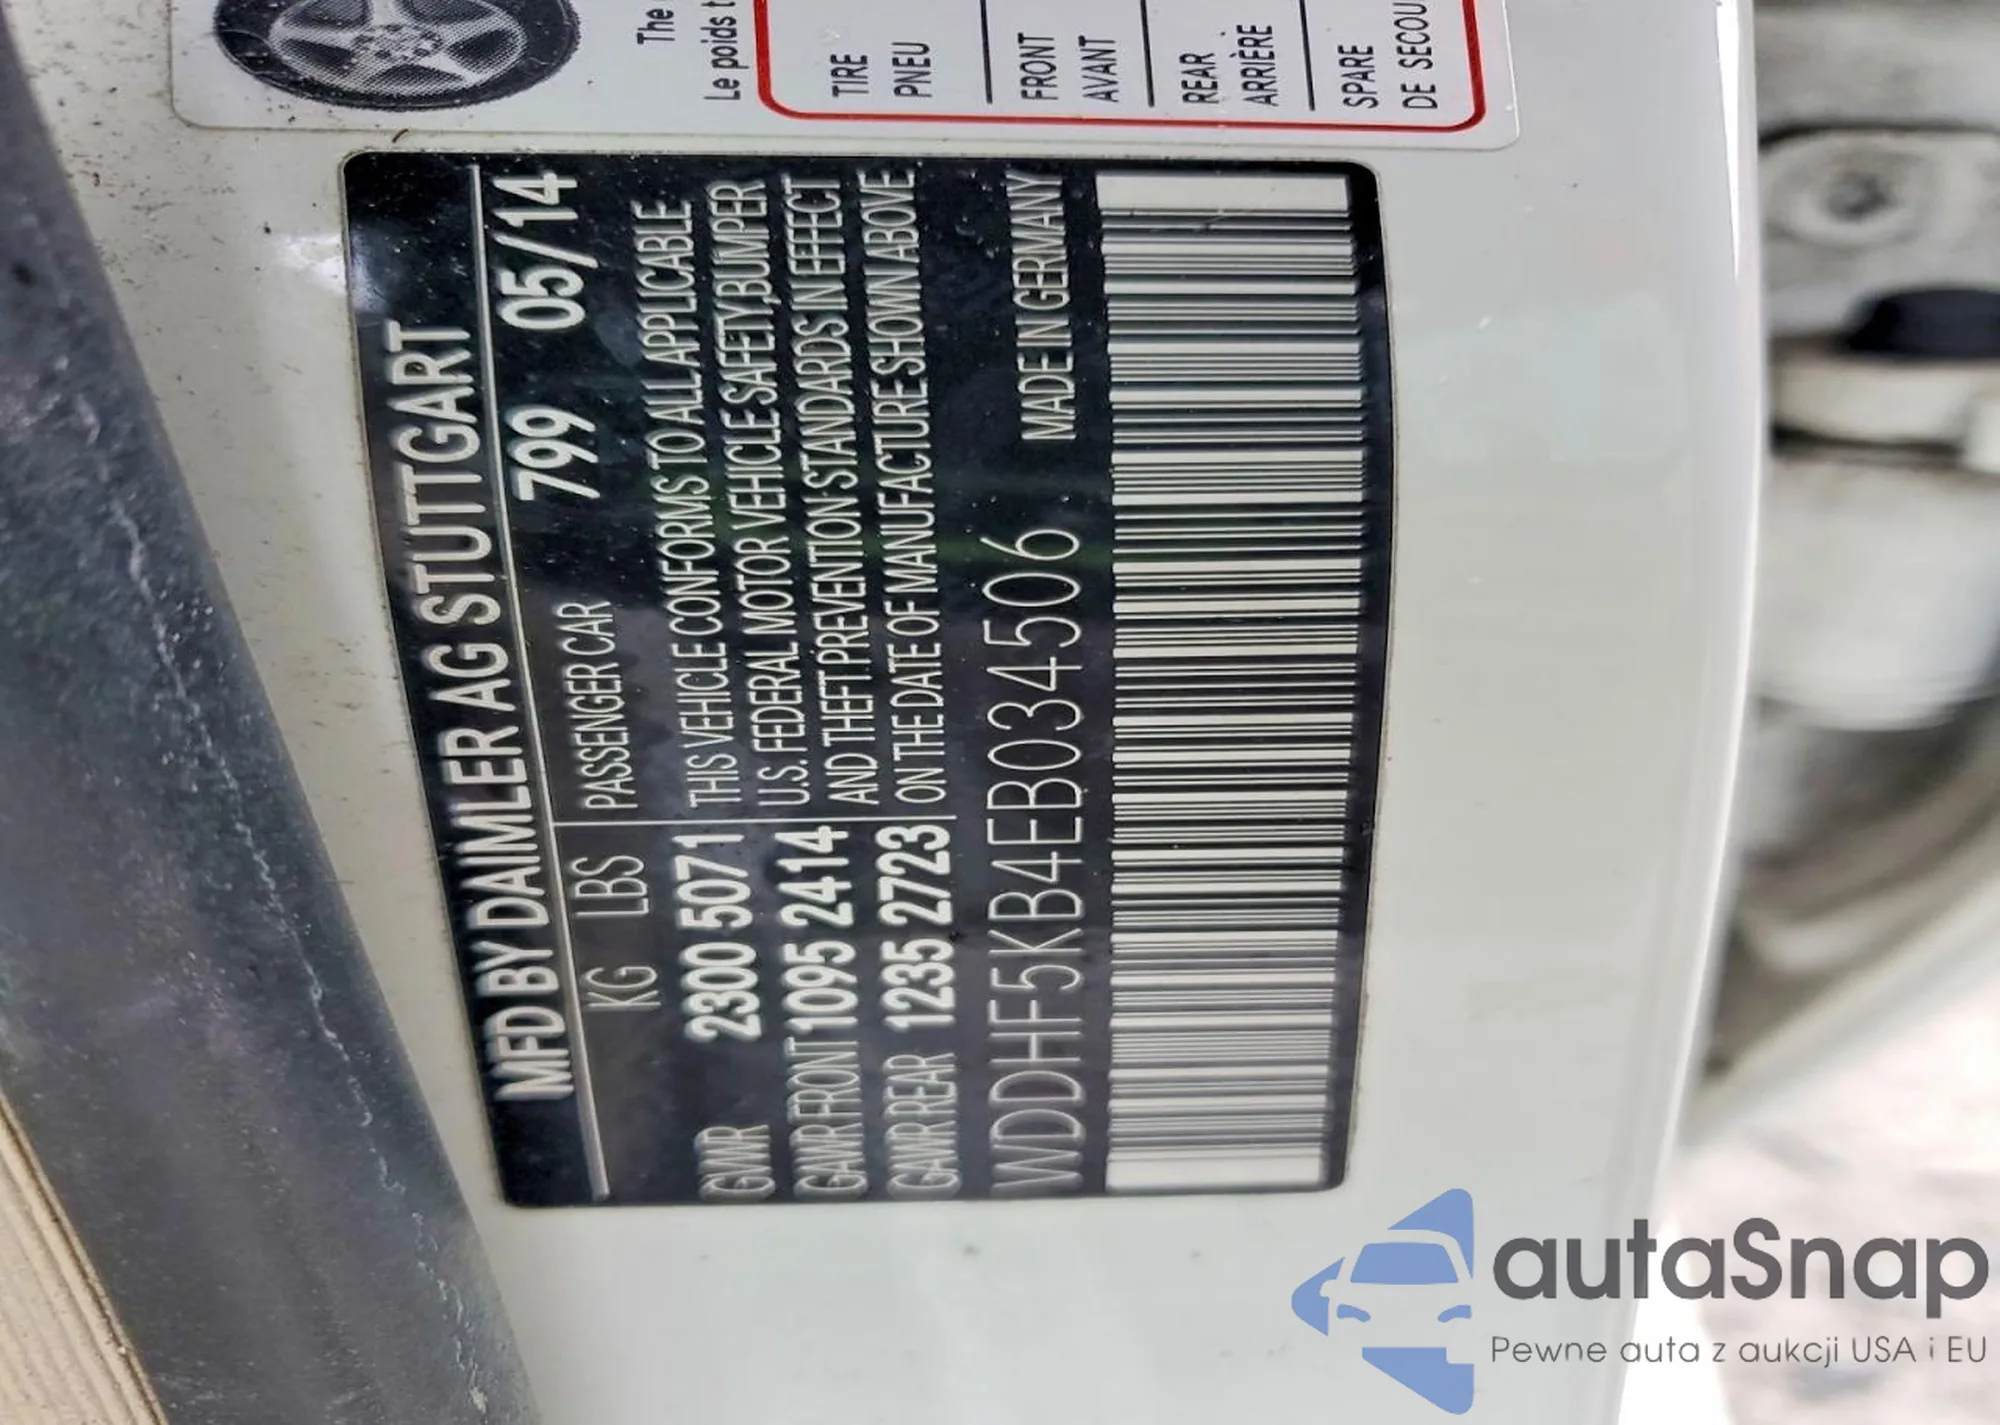 The
Le poids t
TIRE
PNEU
FRONT
AVANT
REAR
ARRIÈRE
SPARE
DE SECOU
MFD BY DAIMLER AG STUTTGART
KG LBS PASSENGER CAR 799 05/14
GVWR 2300 5071 THIS VEHICLE CONFORMS TO ALL APPLICABLE
U.S. FEDERAL MOTOR VEHICLE SAFETY,BUMPER
GAWR FRONT 1095 2414 AND THEFT PREVENTION STANDARDS IN EFFECT
GAWR REAR 1235 2723 ON THE DATE OF MANUFACTURE SHOWN ABOVE
WDDHF5KB4EB034506 MADE IN GERMANY
autaSnap
Pewne auta z aukcji USA i EU